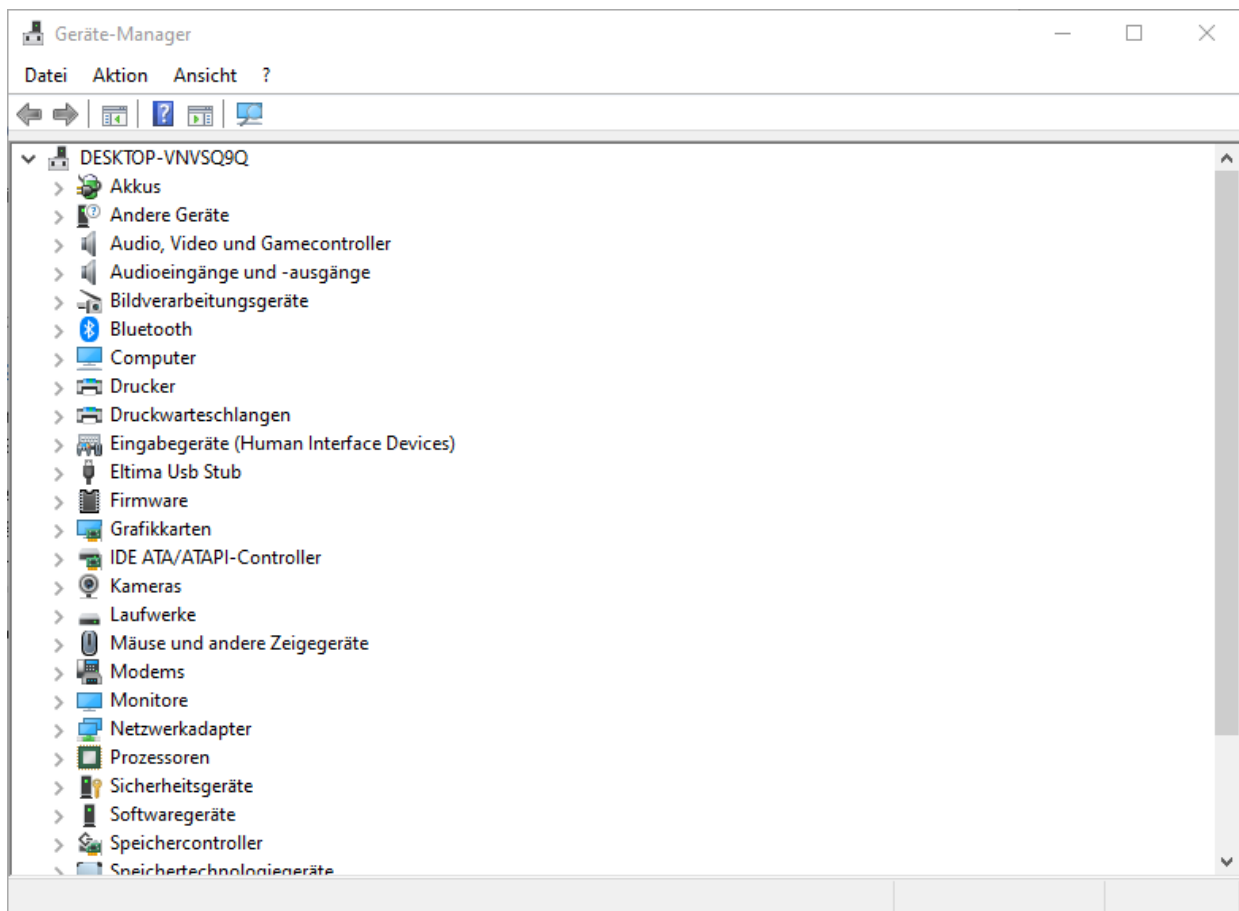 Geräte-Manager
Datei Aktion Ansicht ?
DESKTOP-VNVSQ9Q
Akkus
Andere Geräte
Audio, Video und Gamecontroller
Audioeingänge und -ausgänge
Bildverarbeitungsgeräte
Bluetooth
Computer
Drucker
Druckwarteschlangen
Eingabegeräte (Human Interface Devices)
Eltima Usb Stub
Firmware
Grafikkarten
IDE ATA/ATAPI-Controller
Kameras
Laufwerke
Mäuse und andere Zeigegeräte
Modems
Monitore
Netzwerkadapter
Prozessoren
Sicherheitsgeräte
Softwaregeräte
Speichercontroller
Speichertechnologiegeräte